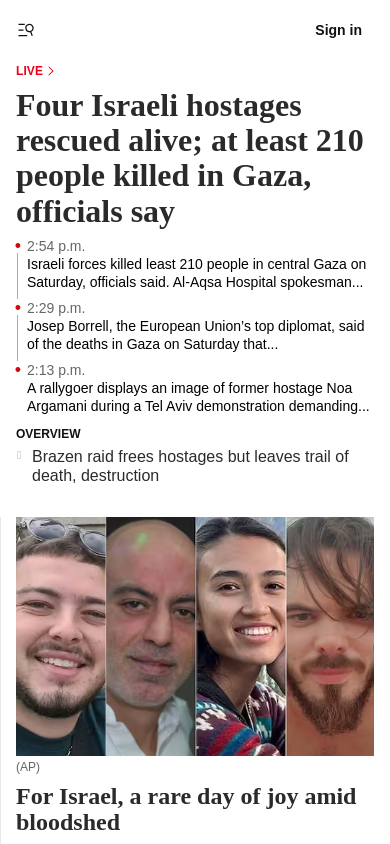 Sign in
LIVE
Four Israeli hostages
rescued alive; at least 210
people killed in Gaza,
officials say
2:54 p.m.
Israeli forces killed least 210 people in central Gaza on
Saturday, officials said. Al-Aqsa Hospital spokesman...
2:29 p.m.
Josep Borrell, the European Union’s top diplomat, said
of the deaths in Gaza on Saturday that...
2:13 p.m.
A rallygoer displays an image of former hostage Noa
Argamani during a Tel Aviv demonstration demanding...
OVERVIEW
Brazen raid frees hostages but leaves trail of
death, destruction
(AP)
For Israel, a rare day of joy amid
bloodshed